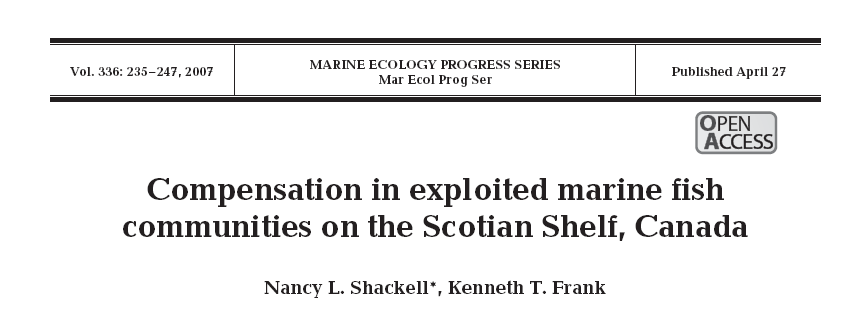 Vol. 336: 235–247, 2007
MARINE ECOLOGY PROGRESS SERIES
Mar Ecol Prog Ser
Published April 27
OPEN
ACCESS
Compensation in exploited marine fish
communities on the Scotian Shelf, Canada
Nancy L. Shackell*, Kenneth T. Frank